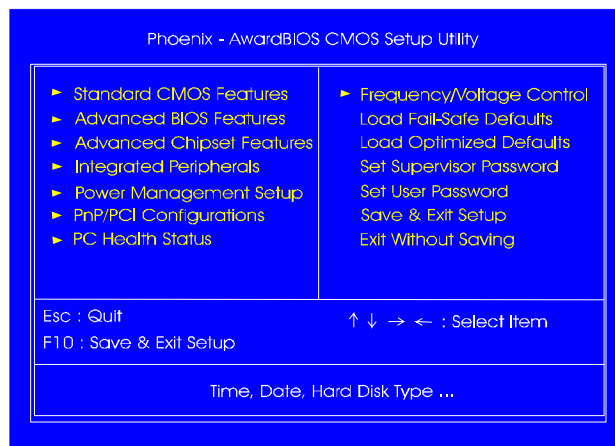 Phoenix - AwardBIOS CMOS Setup Utility
► Standard CMOS Features
► Advanced BIOS Features
► Advanced Chipset Features
► Integrated Peripherals
► Power Management Setup
► PnP/PCI Configurations
► PC Health Status
► Frequency/Voltage Control
Load Fail-Safe Defaults
Load Optimized Defaults
Set Supervisor Password
Set User Password
Save & Exit Setup
Exit Without Saving
Esc : Quit
F10 : Save & Exit Setup
↑ ↓ → ← : Select Item
Time, Date, Hard Disk Type ...